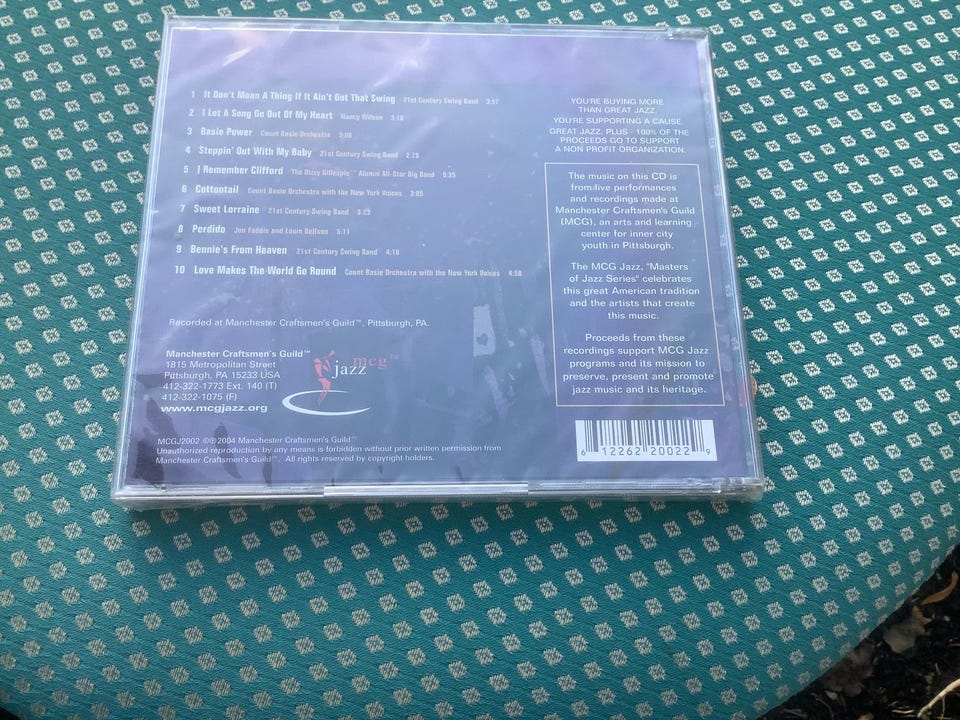 1 It Don't Mean A Thing If It Ain't Got That Swing 21st Century Swing Band 3:57
2 I Let A Song Go Out Of My Heart Nancy Wilson 3:18
3 Basie Power Count Basie Orchestra 3:08
4 Steppin' Out With My Baby 21st Century Swing Band 2:28
5 I Remember Clifford The Dizzy Gillespie™ Alumni All-Star Big Band 5:35
6 Cottontail Count Basie Orchestra with the New York Voices 3:05
7 Sweet Lorraine 21st Century Swing Band 3:23
8 Perdido Jon Faddis and Louie Bellson 5:11
9 Bennie's From Heaven 21st Century Swing Band 4:10
10 Love Makes The World Go Round Count Basie Orchestra with the New York Voices 4:58
Recorded at Manchester Craftsmen's Guild™, Pittsburgh, PA.
Manchester Craftsmen's Guild™
1815 Metropolitan Street
Pittsburgh, PA 15233 USA
412-322-1773 Ext. 140 (T)
412-322-1075 (F)
www.mcgjazz.org
mcg™
jazz
MCGJ2002 ©℗2004 Manchester Craftsmen's Guild™
Unauthorized reproduction by any means is forbidden without prior written permission from
Manchester Craftsmen's Guild™. All rights reserved by copyright holders.
YOU'RE BUYING MORE
THAN GREAT JAZZ.
YOU'RE SUPPORTING A CAUSE.
GREAT JAZZ, PLUS - 100% OF THE
PROCEEDS GO TO SUPPORT
A NON PROFIT ORGANIZATION.
The music on this CD is
from live performances
and recordings made at
Manchester Craftsmen's Guild
(MCG), an arts and learning
center for inner city
youth in Pittsburgh.
The MCG Jazz, "Masters
of Jazz Series" celebrates
this great American tradition
and the artists that create
this music.
Proceeds from these
recordings support MCG Jazz
programs and its mission to
preserve, present and promote
jazz music and its heritage.
6 12262 20022 9